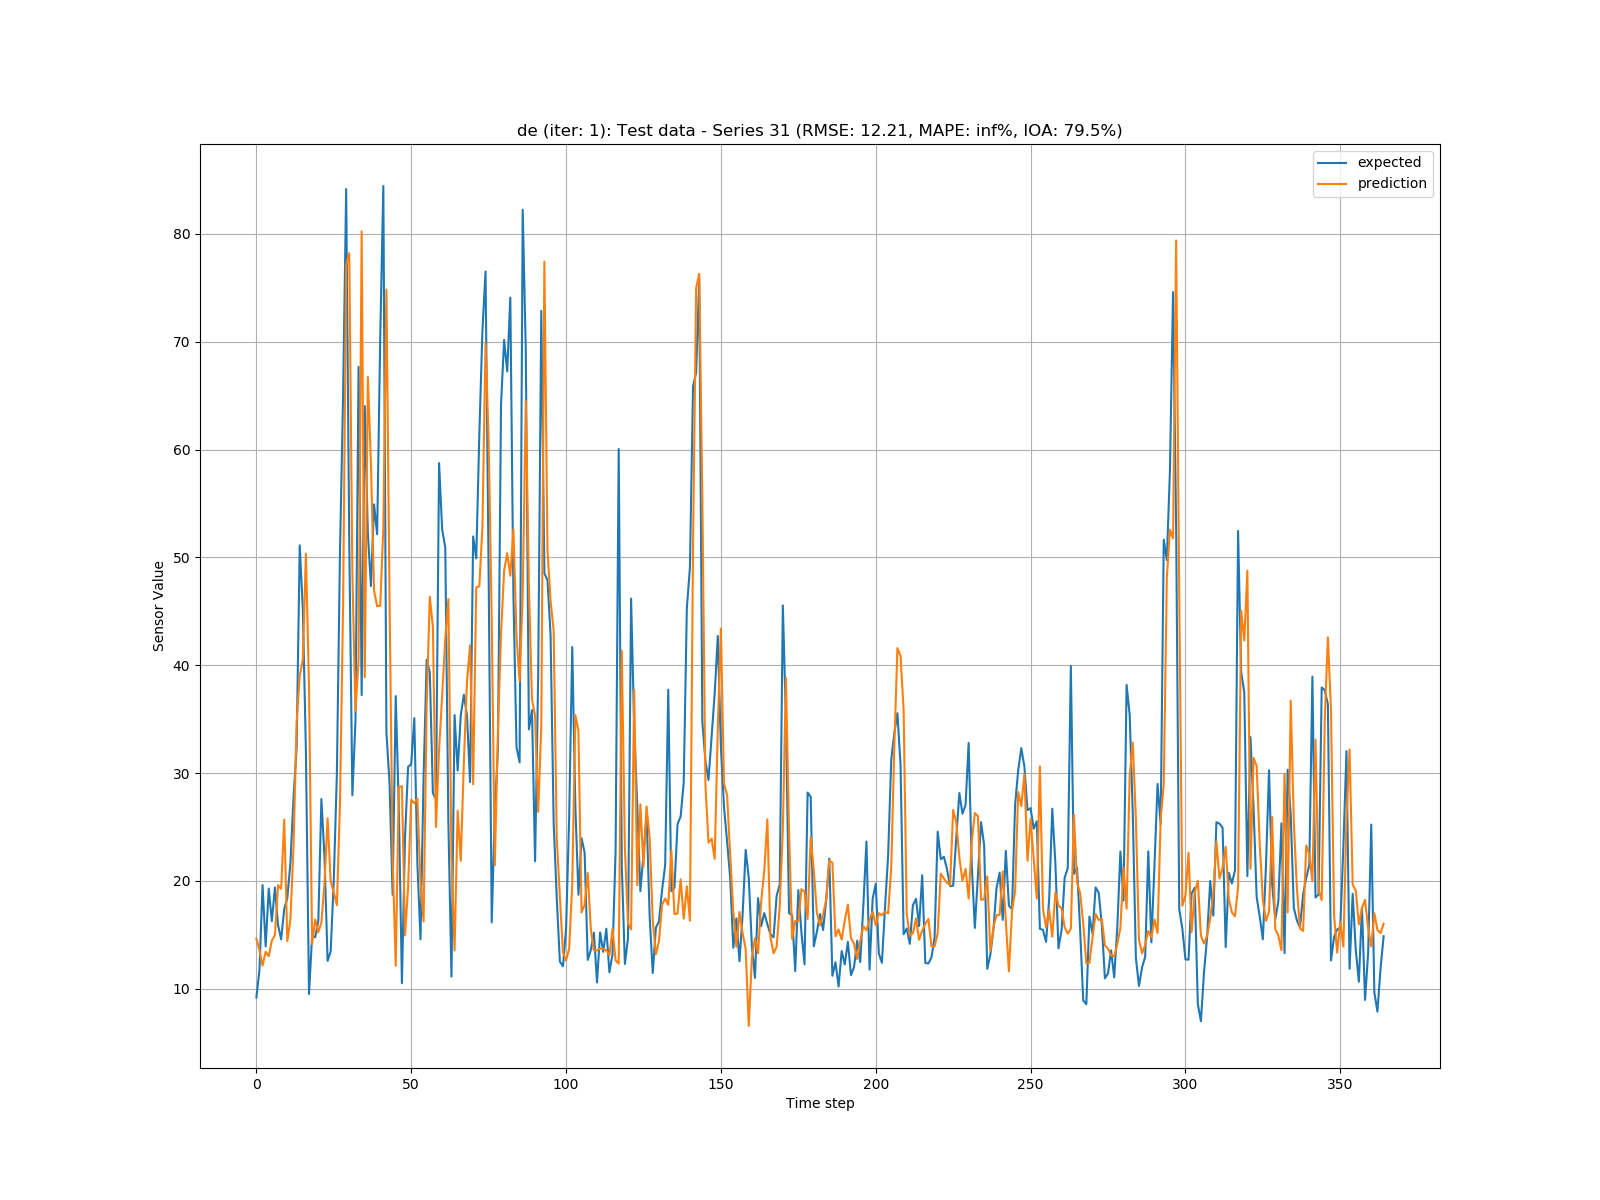 de (iter: 1): Test data - Series 31 (RMSE: 12.21, MAPE: inf%, IOA: 79.5%)
expected
prediction
80
70
60
50
40
30
20
10
Sensor Value
0 50 100 150 200 250 300 350
Time step